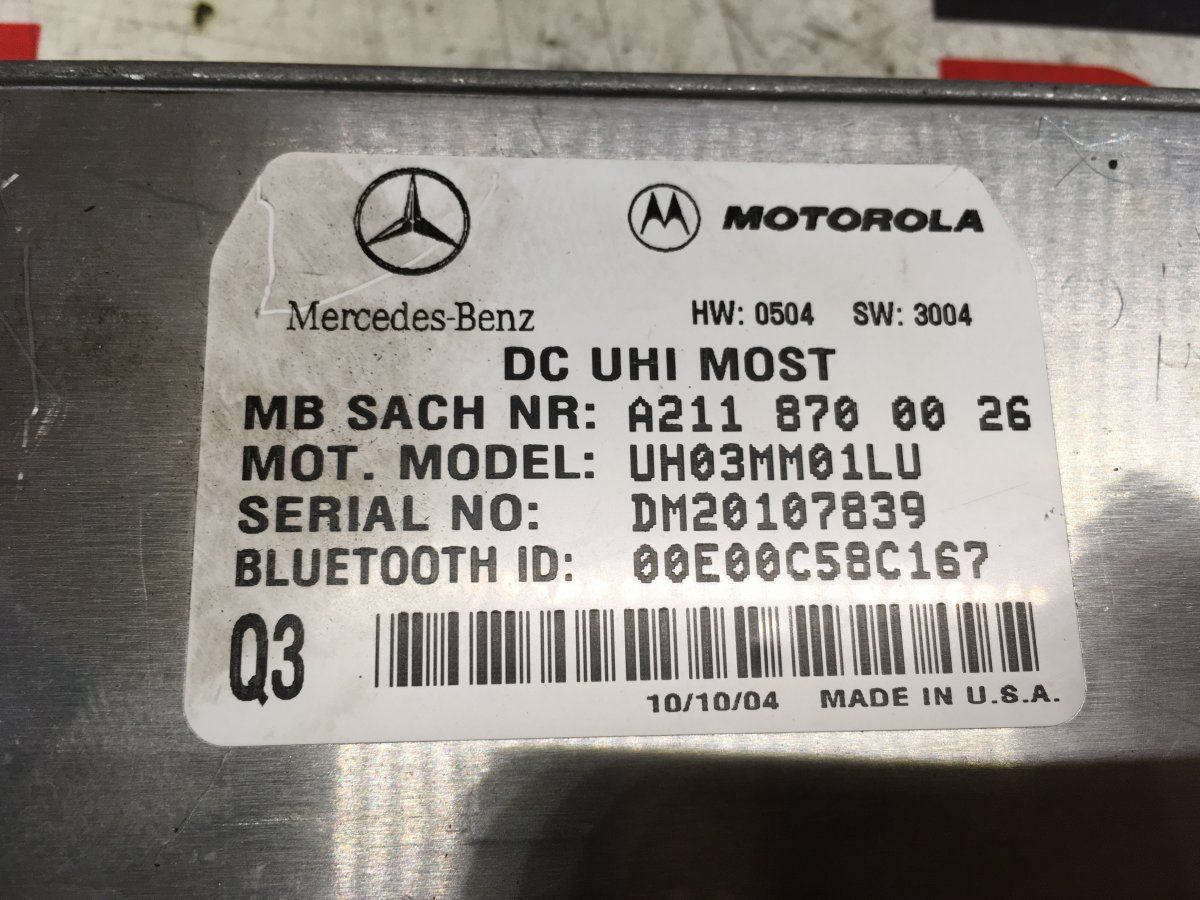 MOTOROLA
Mercedes-Benz
HW: 0504 SW: 3004
DC UHI MOST
MB SACH NR: A211 870 00 26
MOT. MODEL: UH03MM01LU
SERIAL NO: DM20107839
BLUETOOTH ID: 00E00C58C167
Q3
10/10/04 MADE IN U.S.A.